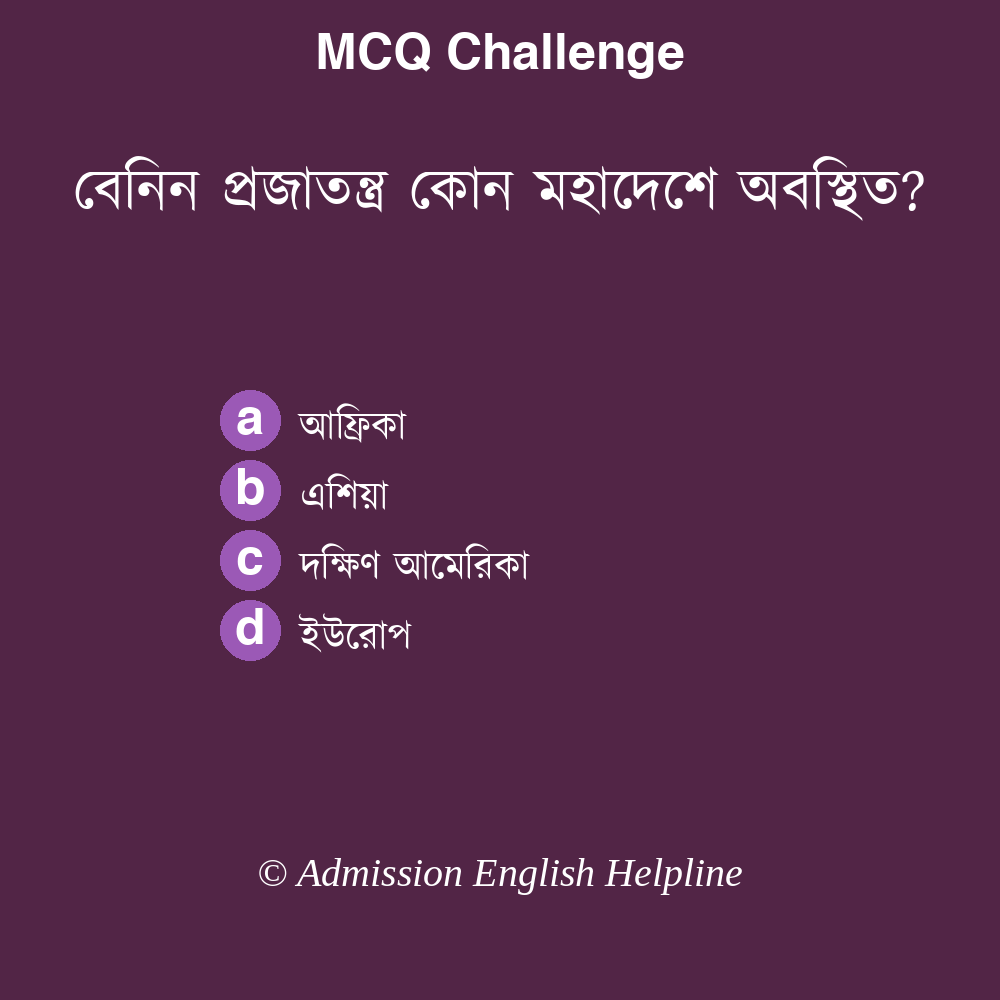 MCQ Challenge
বেনিন প্রজাতন্ত্র কোন মহাদেশে অবস্থিত?
a আফ্রিকা
b এশিয়া
c দক্ষিণ আমেরিকা
d ইউরোপ
© Admission English Helpline